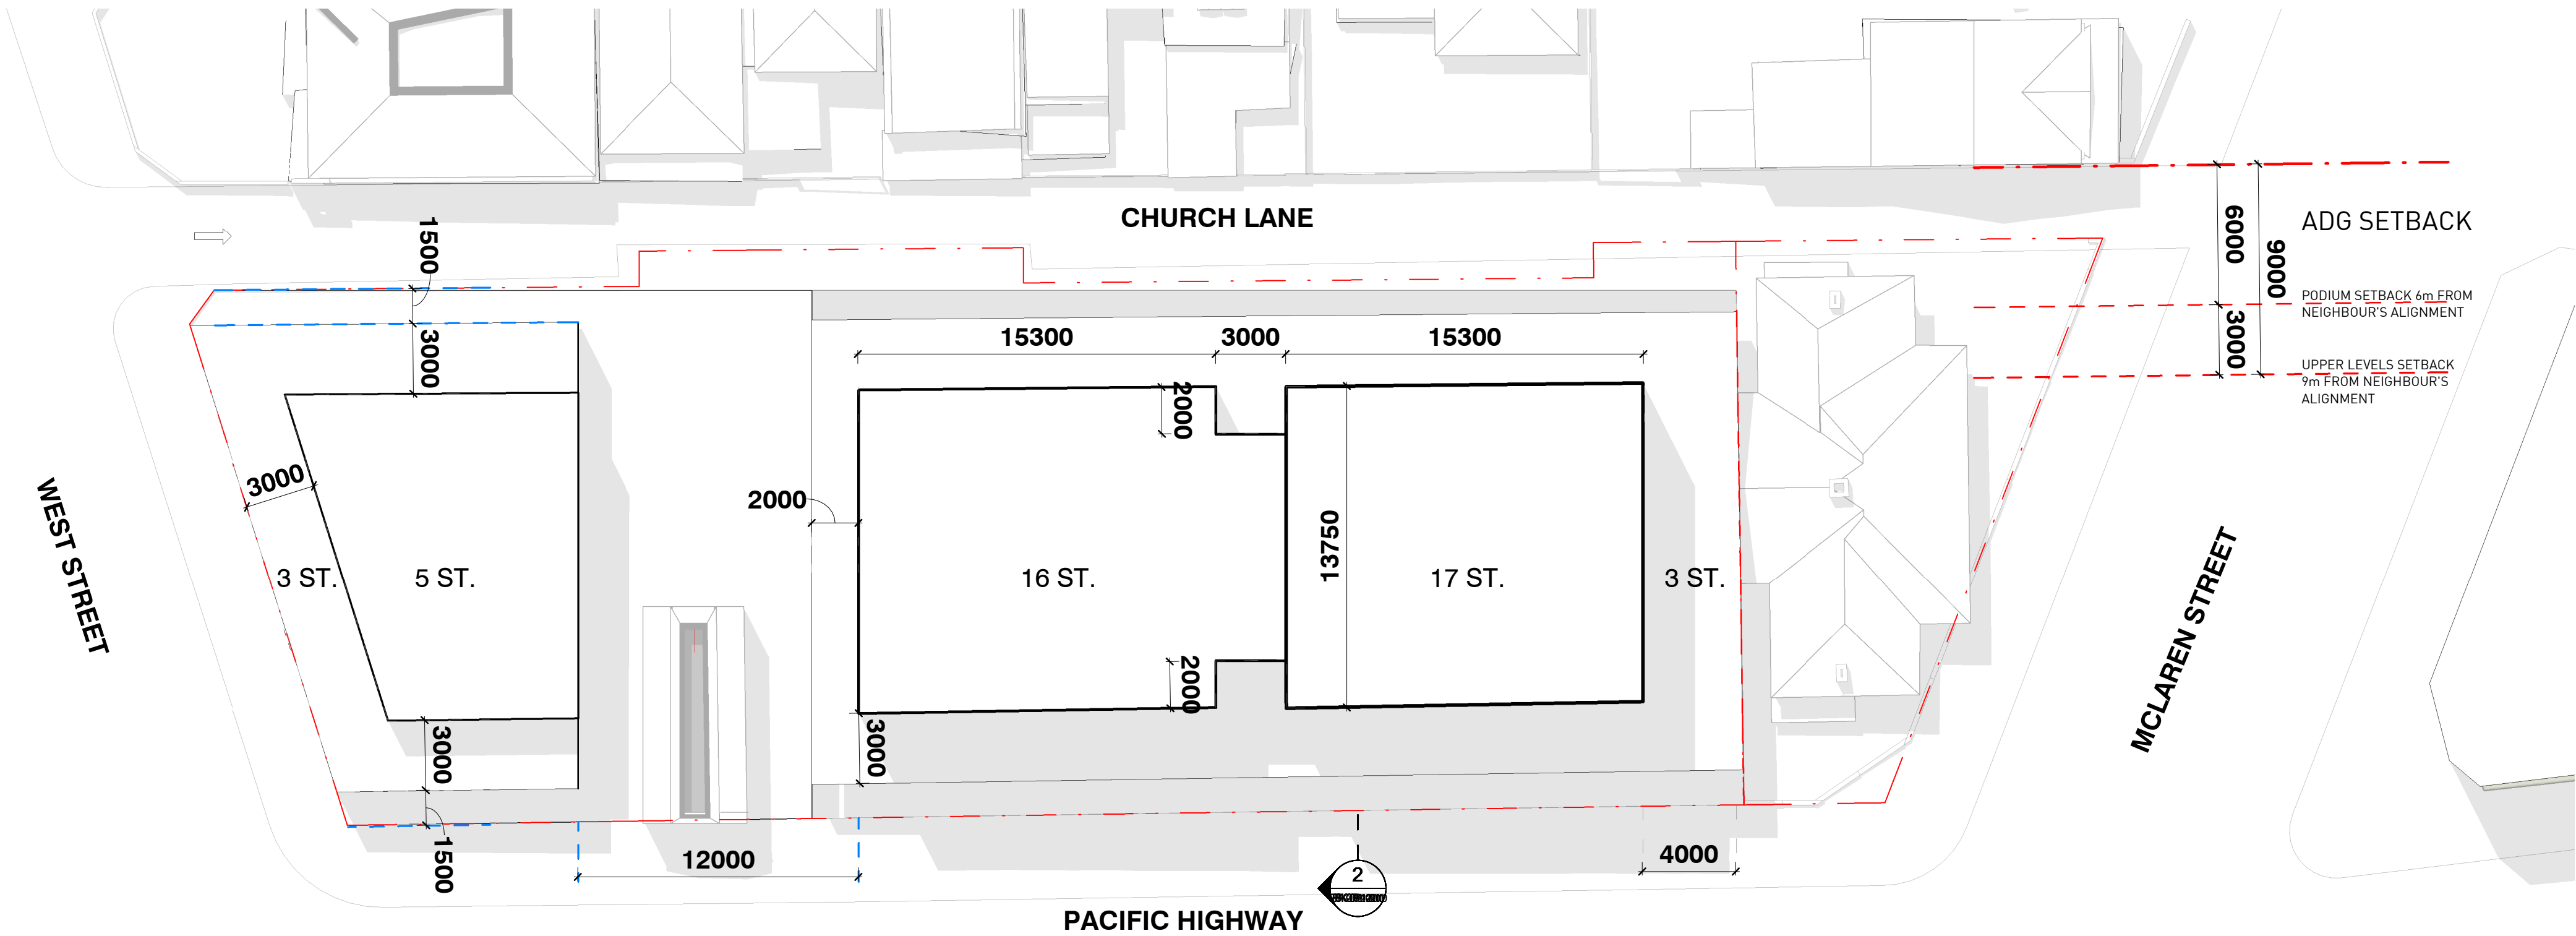 CHURCH LANE
ADG SETBACK
1500
6000
9000
PODIUM SETBACK 6m FROM
NEIGHBOUR'S ALIGNMENT
3000
15300
3000
15300
3000
UPPER LEVELS SETBACK
9m FROM NEIGHBOUR'S
ALIGNMENT
2000
3000
2000
WEST STREET
13750
3 ST.
5 ST.
16 ST.
17 ST.
3 ST.
MCLAREN STREET
2000
3000
3000
1500
12000
4000
2
PACIFIC HIGHWAY